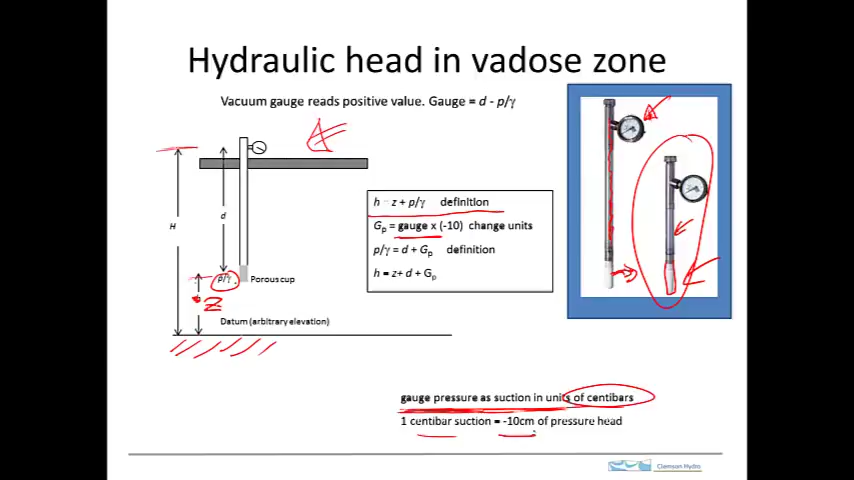 Hydraulic head in vadose zone
Vacuum gauge reads positive value. Gauge = d - p/γ
H
d
p/γ
Porous cup
z
Datum (arbitrary elevation)
h = z + p/γ definition
Gp = gauge x (-10) change units
p/γ = d + Gp definition
h = z+ d + Gp
gauge pressure as suction in units of centibars
1 centibar suction = -10cm of pressure head
Clemson Hydro